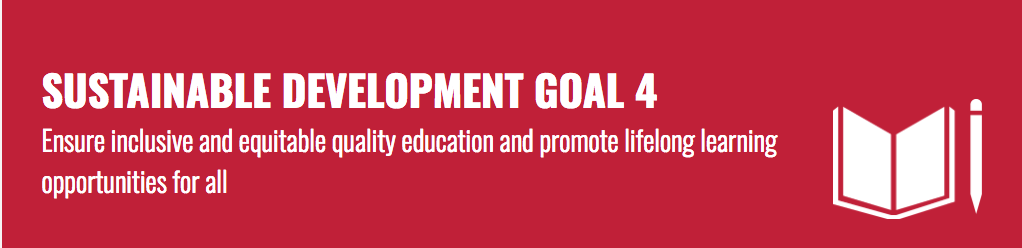 SUSTAINABLE DEVELOPMENT GOAL 4
Ensure inclusive and equitable quality education and promote lifelong learning
opportunities for all